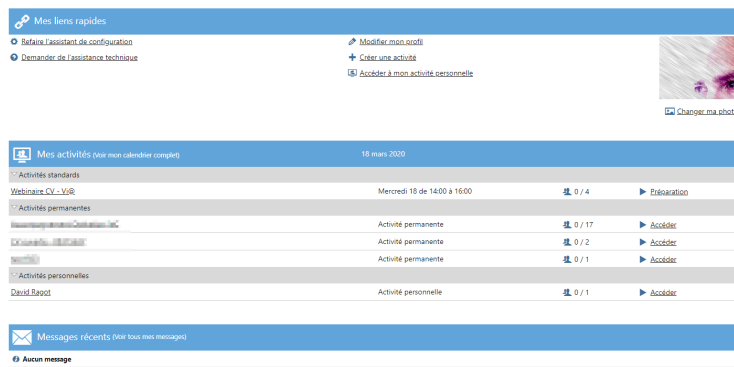 Mes liens rapides
Refaire l'assistant de configuration
Modifier mon profil
Demander de l'assistance technique
Créer une activité
Accéder à mon activité personnelle
Changer ma phot
Mes activités (Voir mon calendrier complet) 18 mars 2020
Activités standards
Webinaire CV - Vi@ Mercredi 18 de 14:00 à 16:00 0 / 4 Préparation
Activités permanentes
Activité permanente 0 / 17 Accéder
Activité permanente 0 / 2 Accéder
Activité permanente 0 / 1 Accéder
Activités personnelles
David Ragot Activité personnelle 0 / 1 Accéder
Messages récents (Voir tous mes messages)
Aucun message